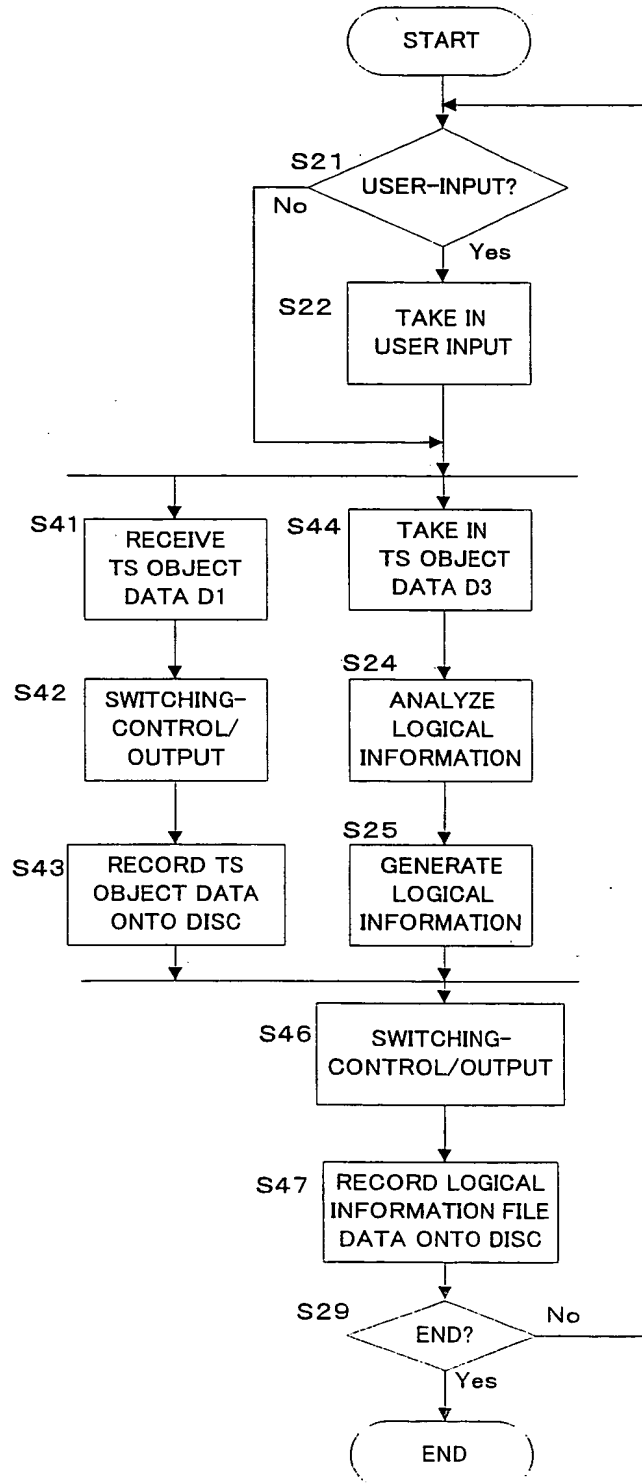 START
S21
USER-INPUT?
No
Yes
S22
TAKE IN
USER INPUT
S41
RECEIVE
TS OBJECT
DATA D1
S44
TAKE IN
TS OBJECT
DATA D3
S42
SWITCHING-
CONTROL/
OUTPUT
S24
ANALYZE
LOGICAL
INFORMATION
S43
RECORD TS
OBJECT DATA
ONTO DISC
S25
GENERATE
LOGICAL
INFORMATION
S46
SWITCHING-
CONTROL/OUTPUT
S47
RECORD LOGICAL
INFORMATION FILE
DATA ONTO DISC
S29
END?
No
Yes
END